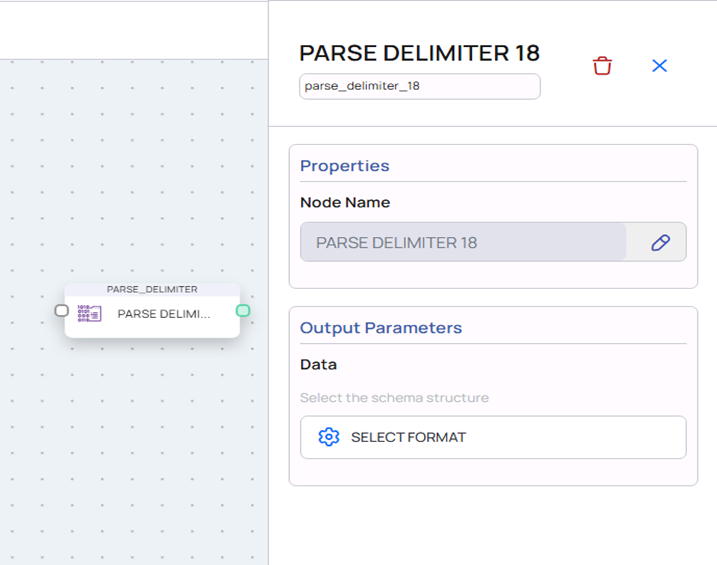 PARSE DELIMITER 18
parse_delimiter_18
Properties
Node Name
PARSE DELIMITER 18
PARSE_DELIMITER
PARSE DELIMI...
Output Parameters
Data
Select the schema structure
SELECT FORMAT